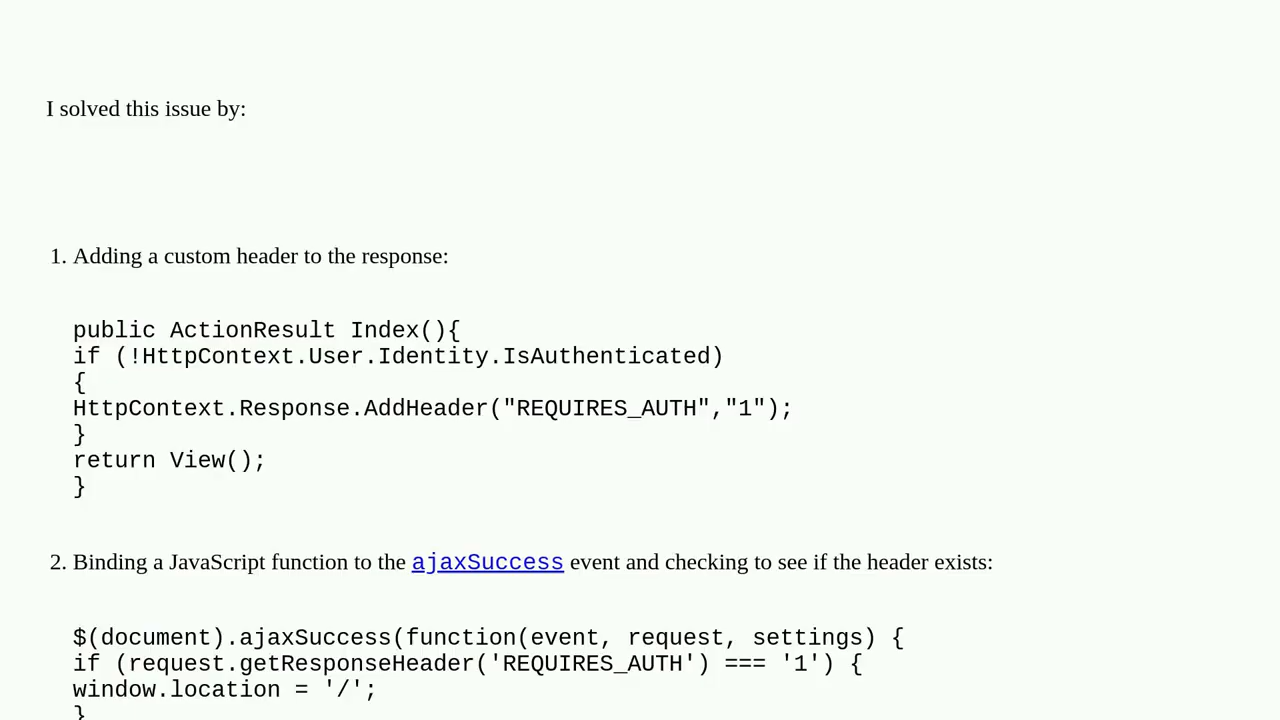 I solved this issue by:
1. Adding a custom header to the response:
public ActionResult Index(){
if (!HttpContext.User.Identity.IsAuthenticated)
{
HttpContext.Response.AddHeader("REQUIRES_AUTH","1");
}
return View();
}
2. Binding a JavaScript function to the ajaxSuccess event and checking to see if the header exists:
$(document).ajaxSuccess(function(event, request, settings) {
if (request.getResponseHeader('REQUIRES_AUTH') === '1') {
window.location = '/';
}